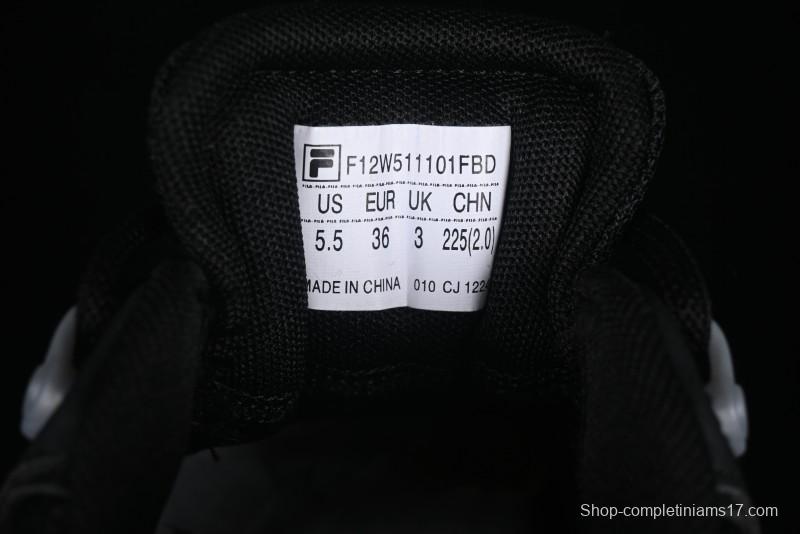 F F12W511101FBD
US EUR UK CHN
5.5 36 3 225(2.0)
MADE IN CHINA 010 CJ 122
Shop-completiniams17.com